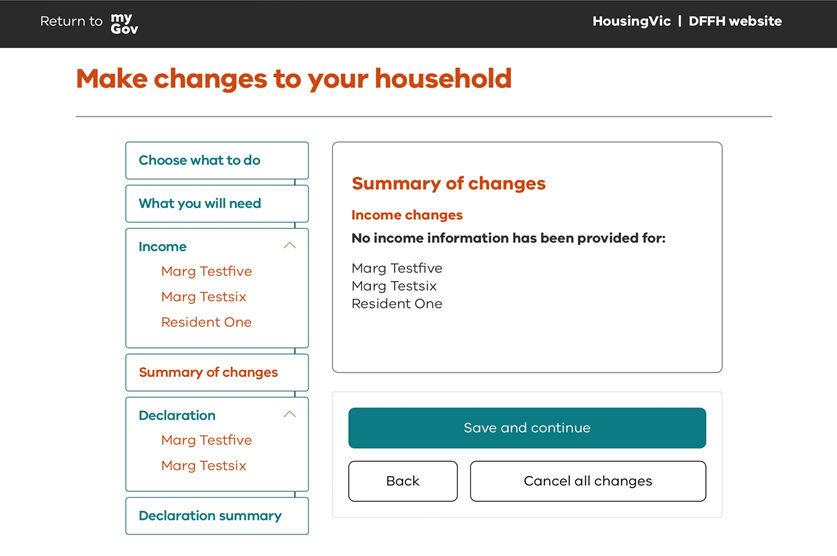 Return to my Gov
HousingVic | DFFH website
Make changes to your household
Choose what to do
What you will need
Income
Marg Testfive
Marg Testsix
Resident One
Summary of changes
Declaration
Marg Testfive
Marg Testsix
Declaration summary
Summary of changes
Income changes
No income information has been provided for:
Marg Testfive
Marg Testsix
Resident One
Save and continue
Back
Cancel all changes